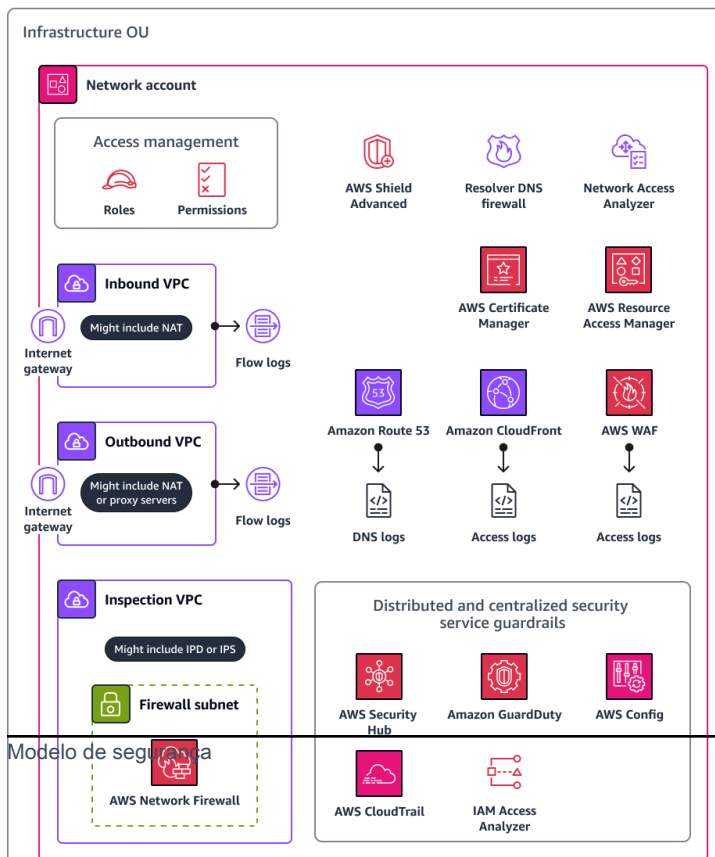 Infrastructure OU
Network account
Access management
Roles
Permissions
AWS Shield
Advanced
Resolver DNS
firewall
Network Access
Analyzer
AWS Certificate
Manager
AWS Resource
Access Manager
Inbound VPC
Might include NAT
Internet
gateway
Flow logs
53
Amazon Route 53
Amazon CloudFront
AWS WAF
DNS logs
Access logs
Access logs
Outbound VPC
Might include NAT
or proxy servers
Internet
gateway
Flow logs
Inspection VPC
Might include IPD or IPS
Firewall subnet
AWS Network Firewall
Distributed and centralized security
service guardrails
AWS Security
Hub
Amazon GuardDuty
AWS Config
Modelo de segurança
AWS CloudTrail
IAM Access
Analyzer